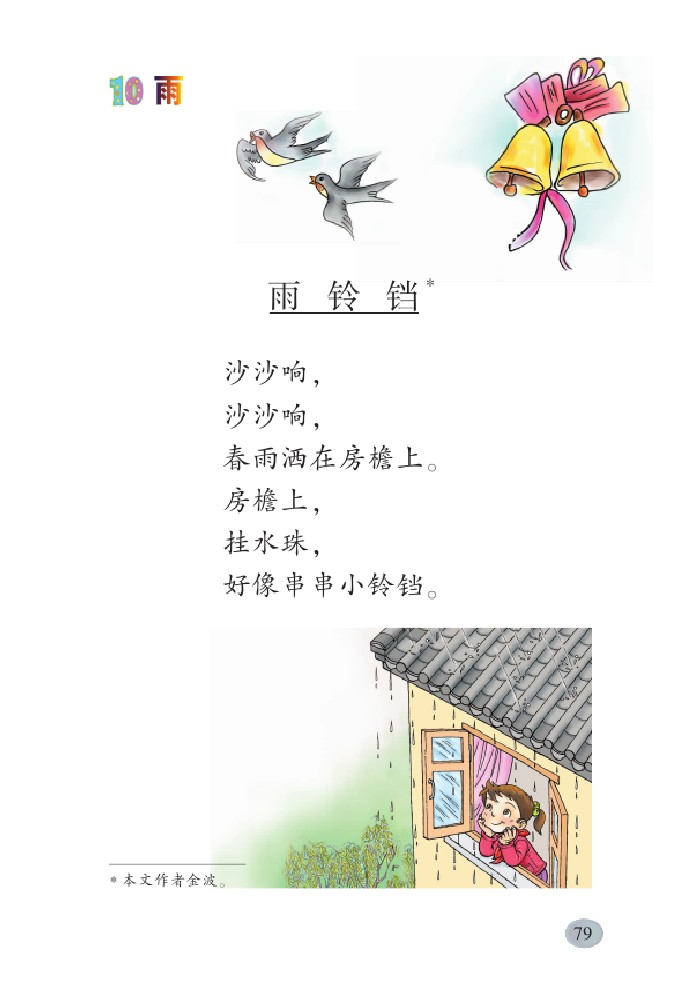 10 雨
雨 铃 铛*
沙沙响，
沙沙响，
春雨洒在房檐上。
房檐上，
挂水珠，
好像串串小铃铛。
* 本文作者金波。
79